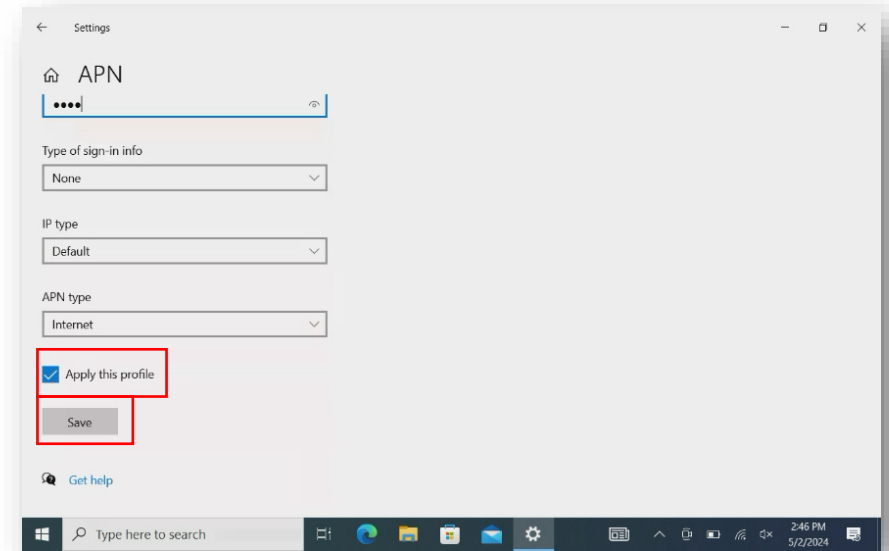 Settings
APN
••••
Type of sign-in info
None
IP type
Default
APN type
Internet
Apply this profile
Save
Get help
Type here to search
2:46 PM
5/2/2024